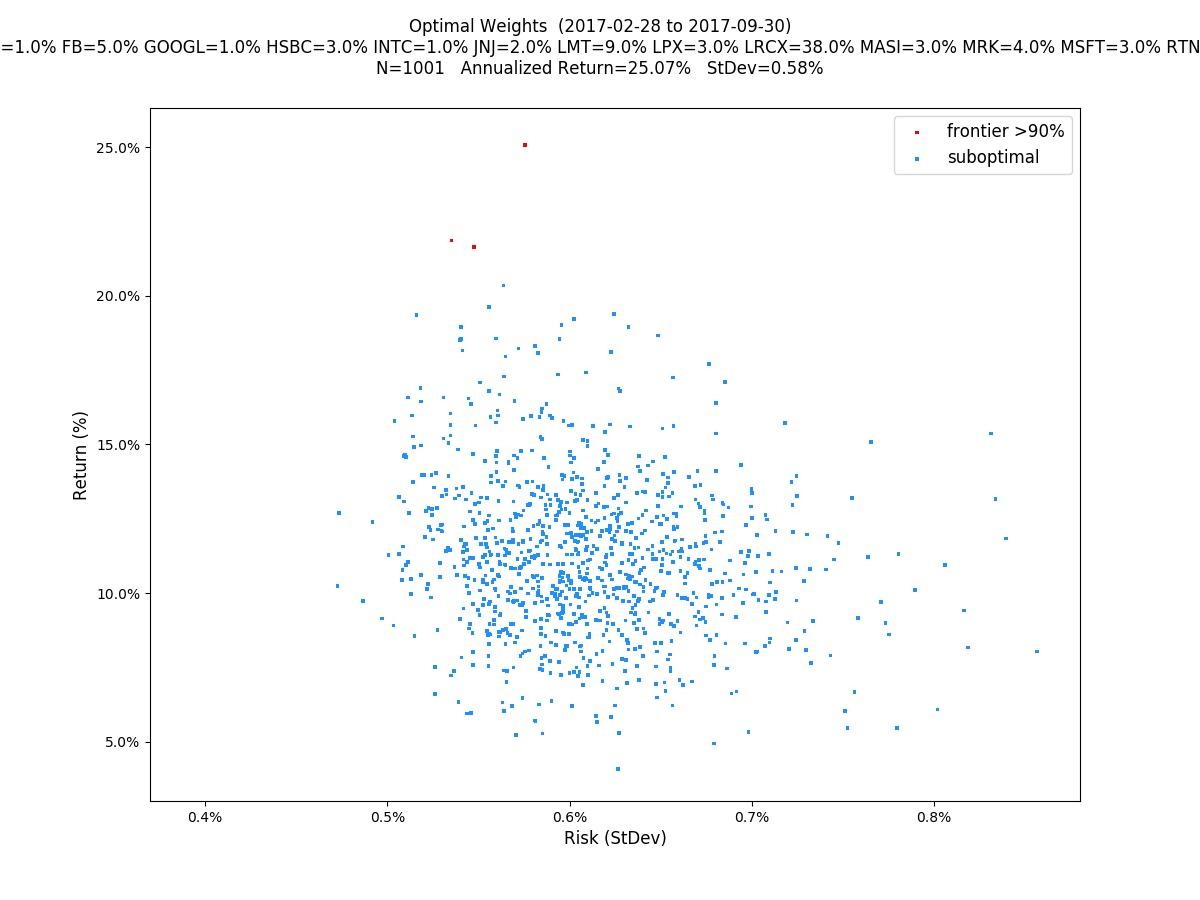 Optimal Weights  (2017-02-28 to 2017-09-30)
=1.0% FB=5.0% GOOGL=1.0% HSBC=3.0% INTC=1.0% JNJ=2.0% LMT=9.0% LPX=3.0% LRCX=38.0% MASI=3.0% MRK=4.0% MSFT=3.0% RTN
N=1001   Annualized Return=25.07%   StDev=0.58%
frontier >90%
suboptimal
25.0%
20.0%
15.0%
10.0%
5.0%
Return (%)
0.4%
0.5%
0.6%
0.7%
0.8%
Risk (StDev)